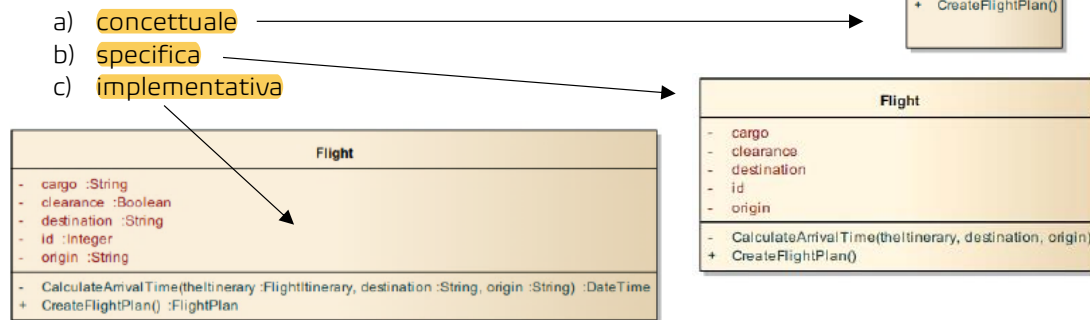 + CreateFlightPlan()
a) concettuale
b) specifica
c) implementativa
Flight
- cargo
- clearance
- destination
- id
- origin
- CalculateArrivalTime(theItinerary, destination, origin)
+ CreateFlightPlan()
Flight
- cargo :String
- clearance :Boolean
- destination :String
- id :Integer
- origin :String
- CalculateArrivalTime(theItinerary :FlightItinerary, destination :String, origin :String) :DateTime
+ CreateFlightPlan() :FlightPlan